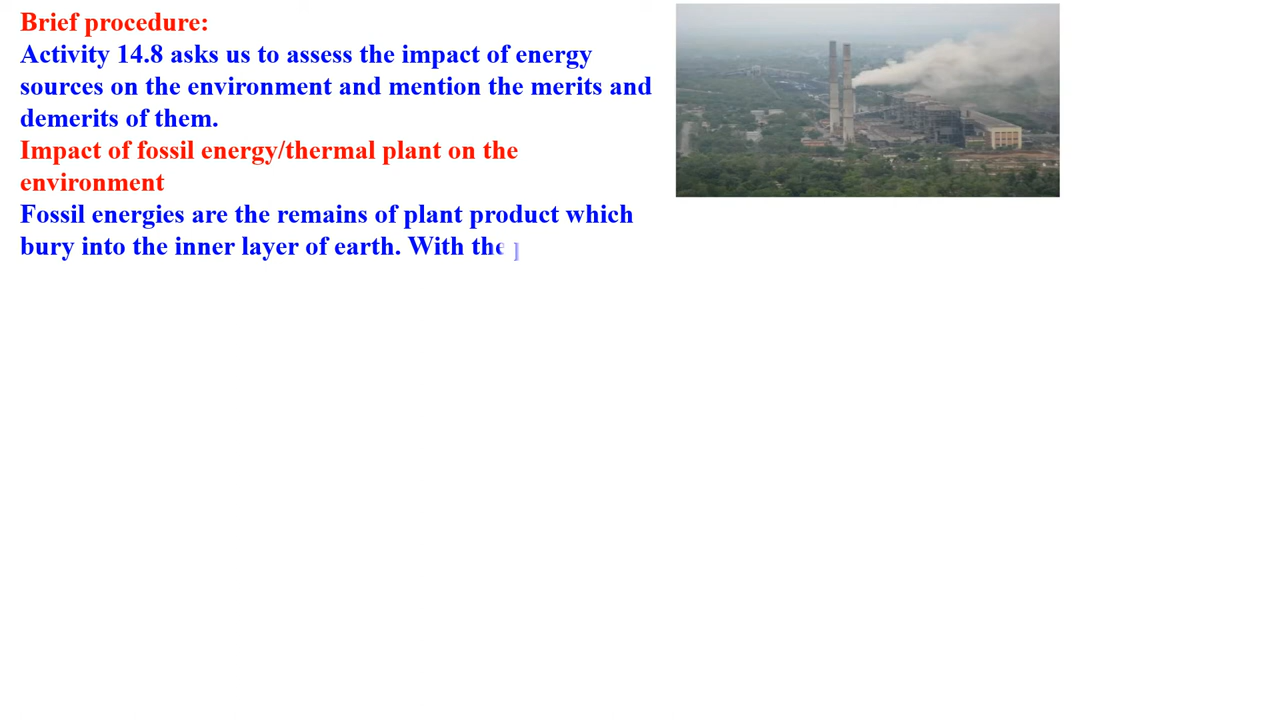 Brief procedure:
Activity 14.8 asks us to assess the impact of energy
sources on the environment and mention the merits and
demerits of them.
Impact of fossil energy/thermal plant on the
environment
Fossil energies are the remains of plant product which
bury into the inner layer of earth. With the